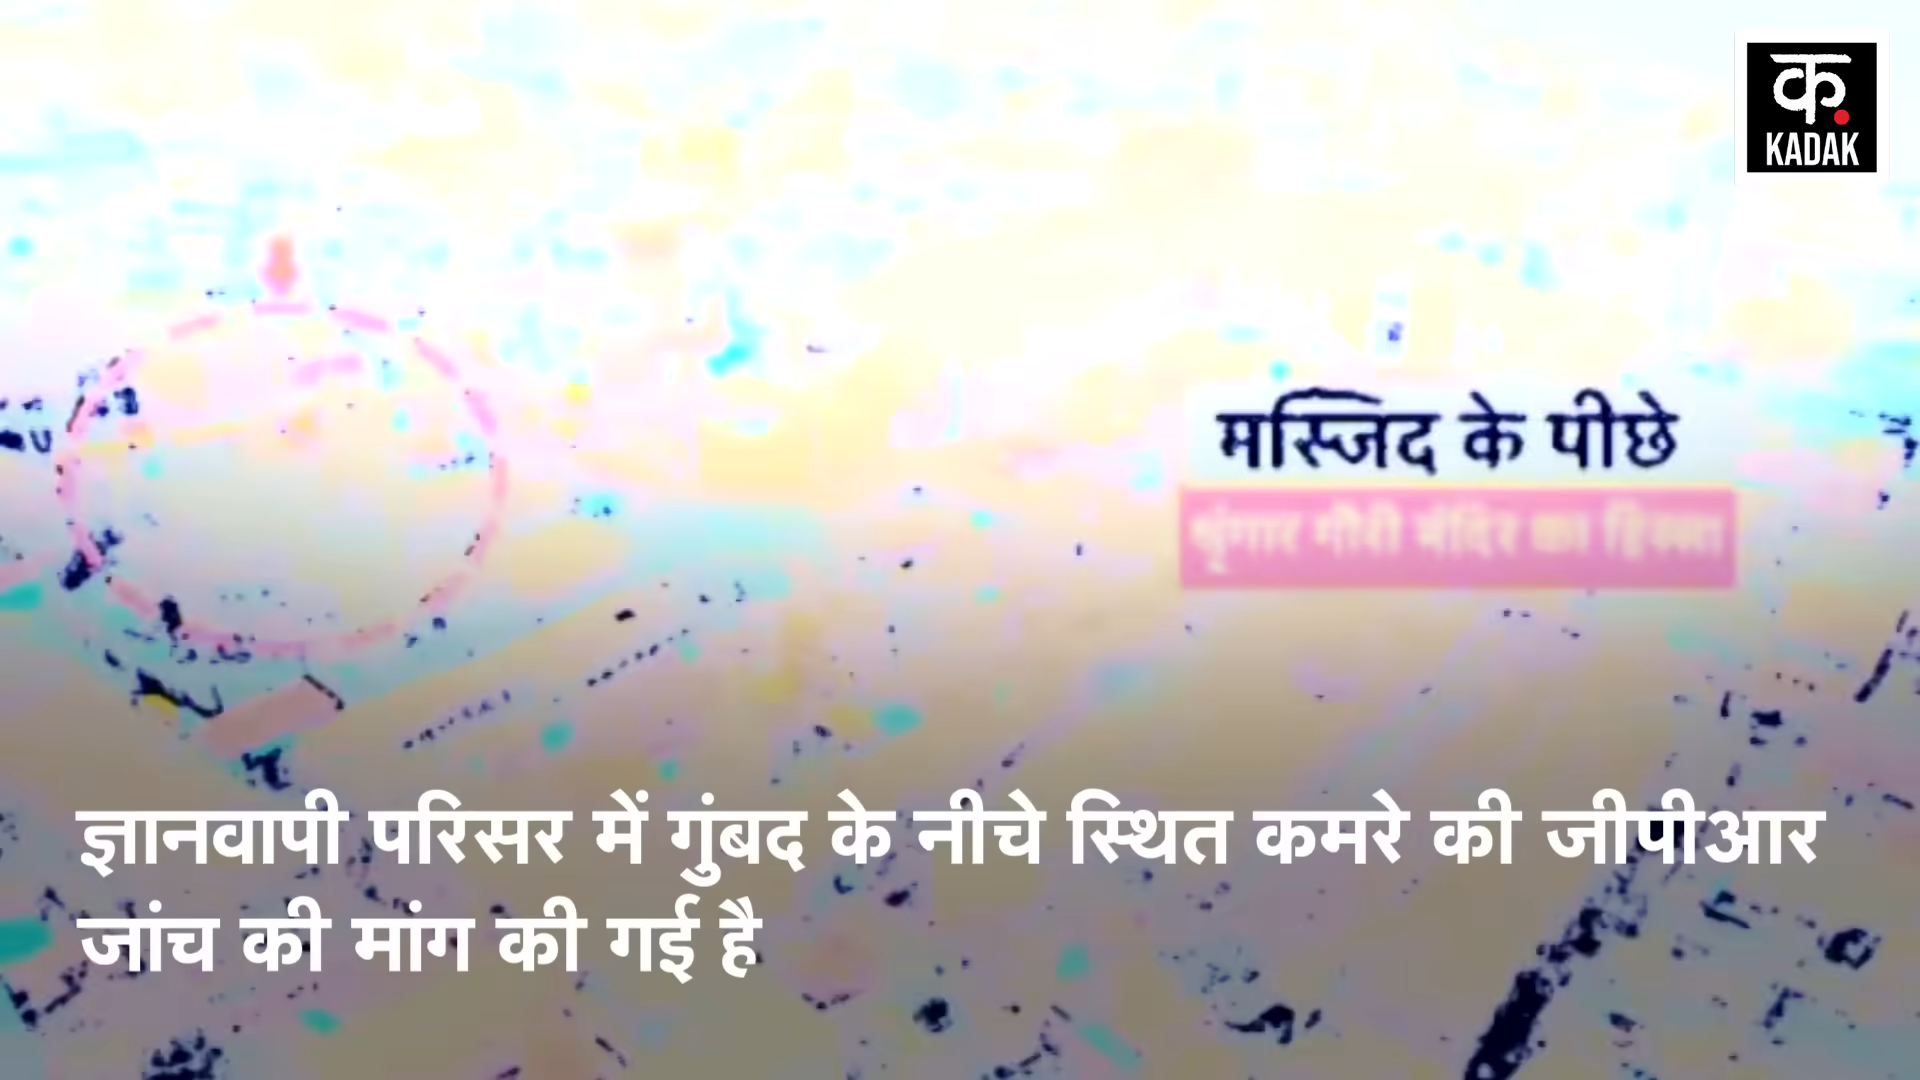 क
KADAK
मस्जिद के पीछे
श्रृंगार गौरी मंदिर का हिस्सा
ज्ञानवापी परिसर में गुंबद के नीचे स्थित कमरे की जीपीआर
जांच की मांग की गई है